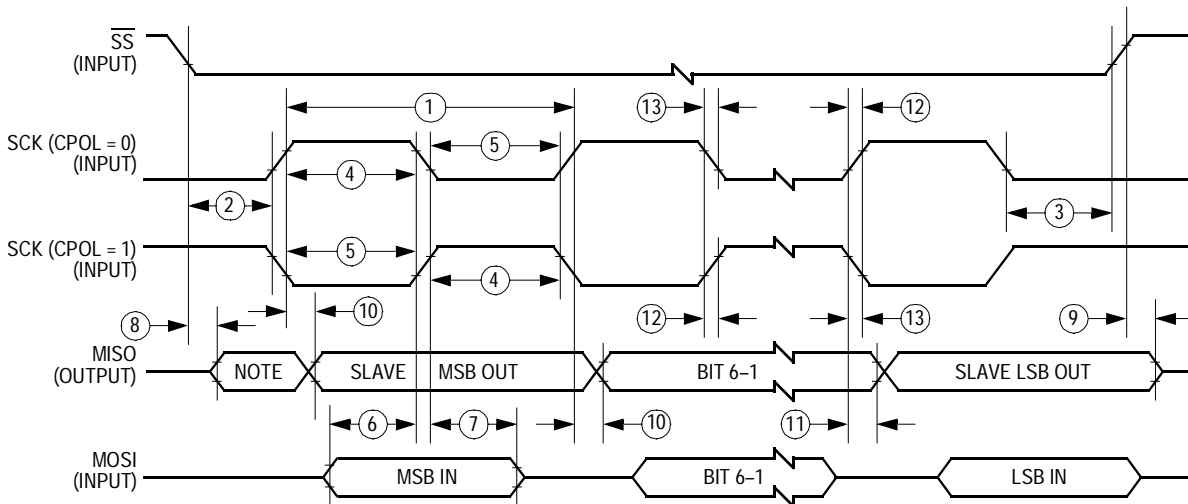 SS
(INPUT)
1
13
12
SCK (CPOL = 0)
(INPUT)
5
4
2
3
SCK (CPOL = 1)
(INPUT)
5
4
8
10
12
13
9
MISO
(OUTPUT)
NOTE
SLAVE MSB OUT
BIT 6–1
SLAVE LSB OUT
6
7
10
11
MOSI
(INPUT)
MSB IN
BIT 6–1
LSB IN